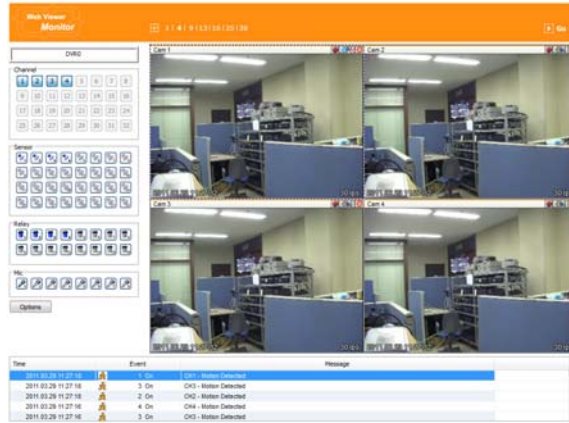 Web Viewer
Monitor
1 | 4 | 9 | 13 | 16 | 25 | 36
Go
DVR0
Channel
1 2 3 4 5 6 7 8
9 10 11 12 13 14 15 16
17 18 19 20 21 22 23 24
25 26 27 28 29 30 31 32
Sensor
Relay
Mic
Options
Cam 1
Cam 2
30 ips
30 ips
Cam 3
Cam 4
30 ips
30 ips
Time Event Message
2011.03.29 11:27:18 1 On CH1 - Motion Detected
2011.03.29 11:27:18 3 On CH3 - Motion Detected
2011.03.29 11:27:18 2 On CH2 - Motion Detected
2011.03.29 11:27:16 4 On CH4 - Motion Detected
2011.03.29 11:27:16 3 On CH3 - Motion Detected